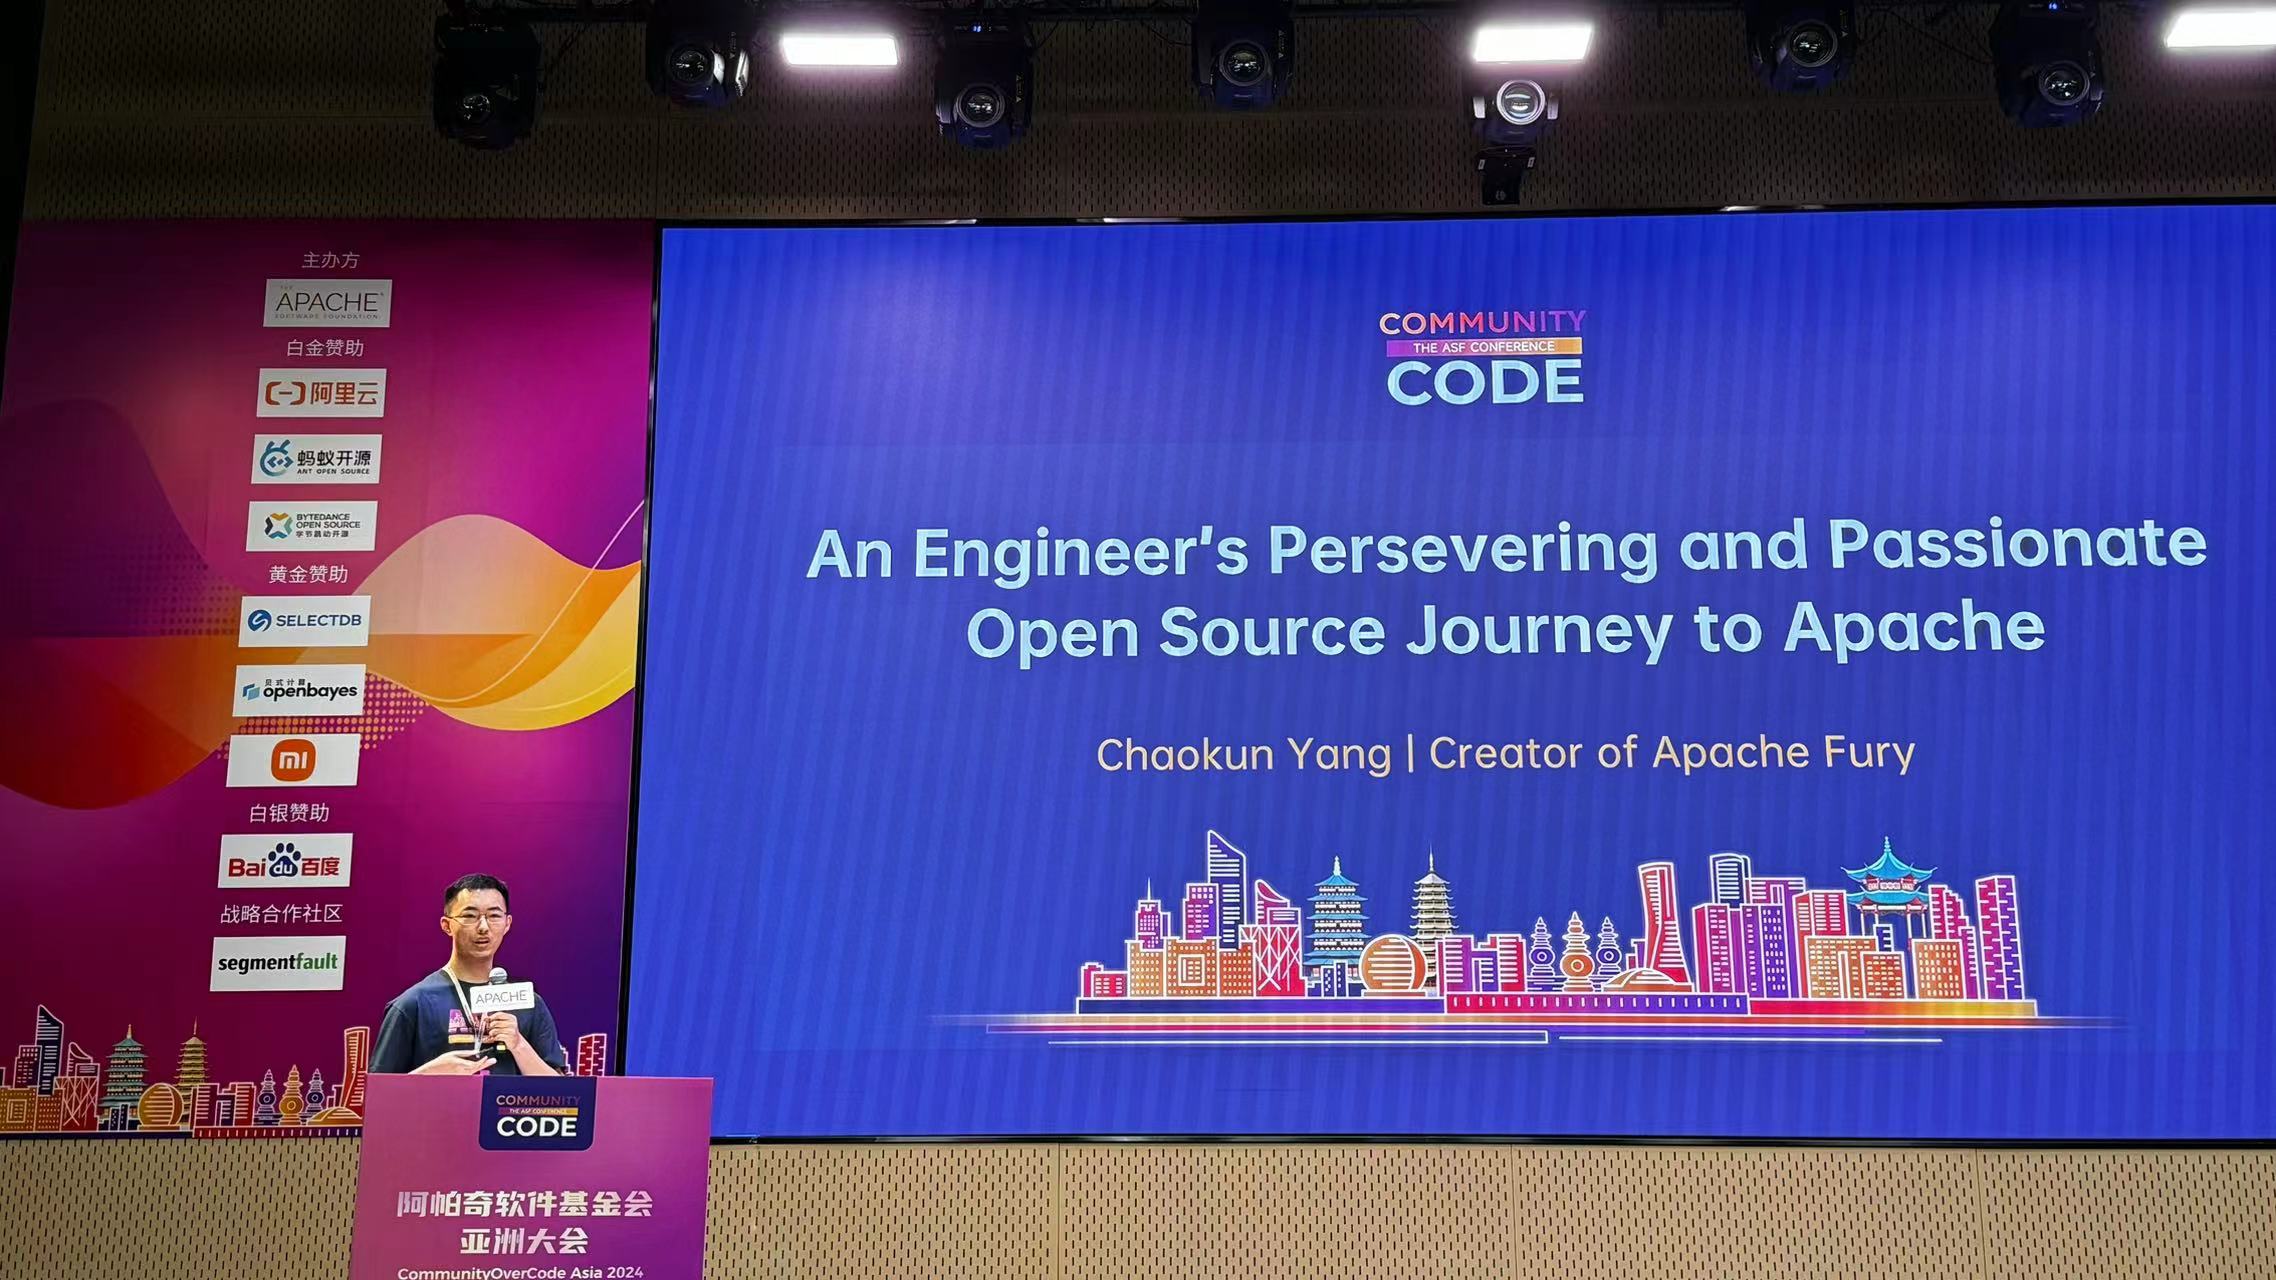 主办方
THE
APACHE
SOFTWARE FOUNDATION
白金赞助
阿里云
蚂蚁开源
ANT OPEN SOURCE
BYTEDANCE
OPEN SOURCE
字节跳动开源
黄金赞助
SELECTDB
贝式计算
openbayes
mi
白银赞助
Bai du 百度
战略合作社区
segmentfault
COMMUNITY
THE ASF CONFERENCE
CODE
An Engineer's Persevering and Passionate
Open Source Journey to Apache
Chaokun Yang | Creator of Apache Fury
APACHE
COMMUNITY
THE ASF CONFERENCE
CODE
阿帕奇软件基金会
亚洲大会
CommunityOverCode Asia 2024